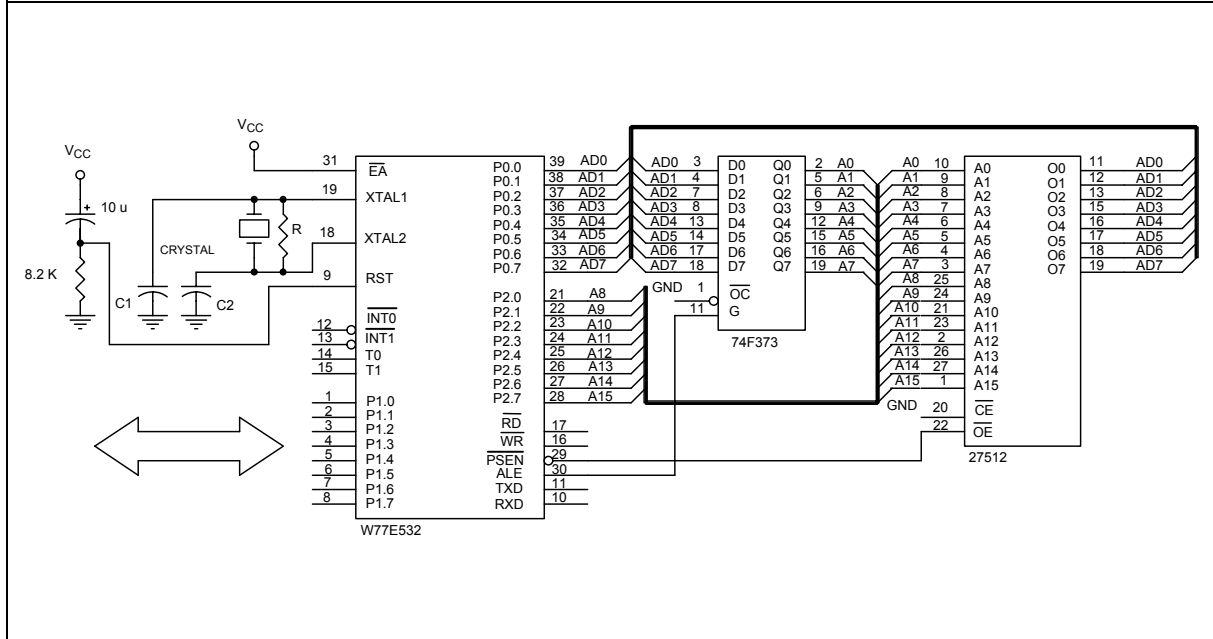 VCC
VCC
10 u
+
8.2 K
CRYSTAL
C1
C2
R
31
19
18
9
12
13
14
15
1
2
3
4
5
6
7
8
EA
XTAL1
XTAL2
RST
INT0
INT1
T0
T1
P1.0
P1.1
P1.2
P1.3
P1.4
P1.5
P1.6
P1.7
P0.0 39 AD0
P0.1 38 AD1
P0.2 37 AD2
P0.3 36 AD3
P0.4 35 AD4
P0.5 34 AD5
P0.6 33 AD6
P0.7 32 AD7
P2.0 21 A8
P2.1 22 A9
P2.2 23 A10
P2.3 24 A11
P2.4 25 A12
P2.5 26 A13
P2.6 27 A14
P2.7 28 A15
RD 17
WR 16
PSEN 29
ALE 30
TXD 11
RXD 10
W77E532
AD0 3 D0 Q0 2 A0
AD1 4 D1 Q1 5 A1
AD2 7 D2 Q2 6 A2
AD3 8 D3 Q3 9 A3
AD4 13 D4 Q4 12 A4
AD5 14 D5 Q5 15 A5
AD6 17 D6 Q6 16 A6
AD7 18 D7 Q7 19 A7
GND 1 OC
11 G
74F373
A0 10 A0 O0 11 AD0
A1 9 A1 O1 12 AD1
A2 8 A2 O2 13 AD2
A3 7 A3 O3 15 AD3
A4 6 A4 O4 16 AD4
A5 5 A5 O5 17 AD5
A6 4 A6 O6 18 AD6
A7 3 A7 O7 19 AD7
A8 25 A8
A9 24 A9
A10 21 A10
A11 23 A11
A12 2 A12
A13 26 A13
A14 27 A14
A15 1 A15
GND 20 CE
22 OE
27512